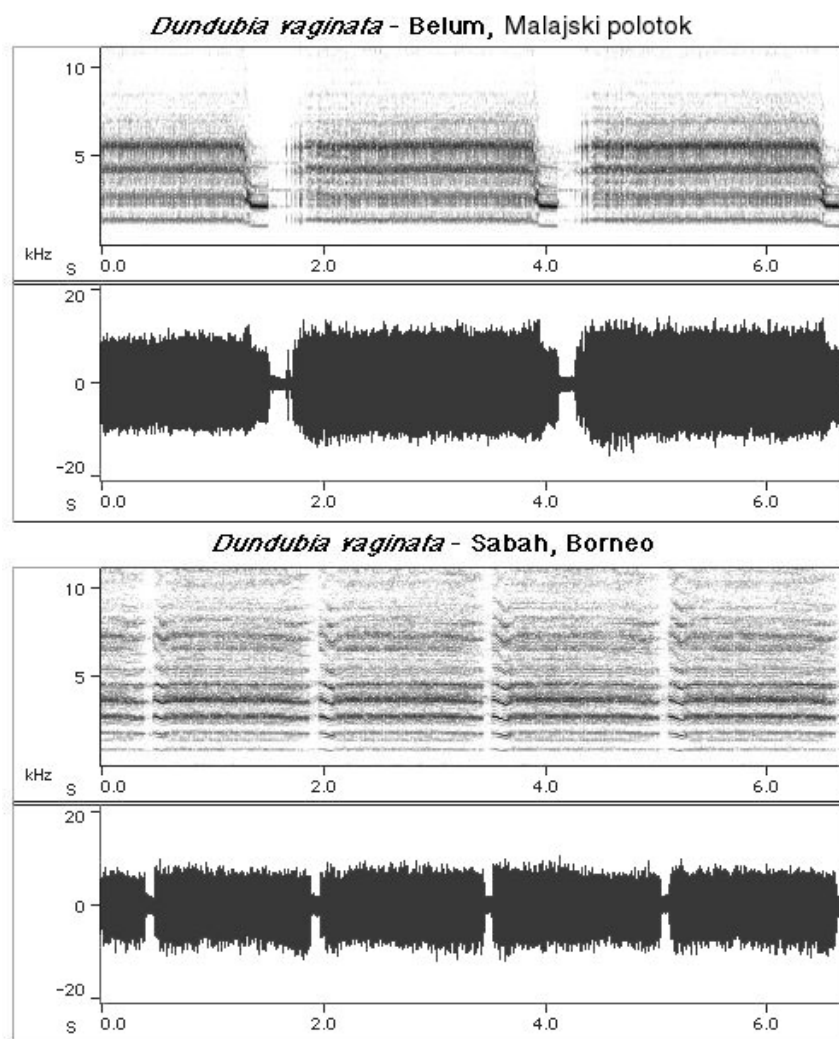 Dundubia vaginata - Belum, Malajski polotok
10
5
kHz
S 0.0 2.0 4.0 6.0
20
0
-20
S 0.0 2.0 4.0 6.0
Dundubia vaginata - Sabah, Borneo
10
5
kHz
S 0.0 2.0 4.0 6.0
20
0
-20
S 0.0 2.0 4.0 6.0